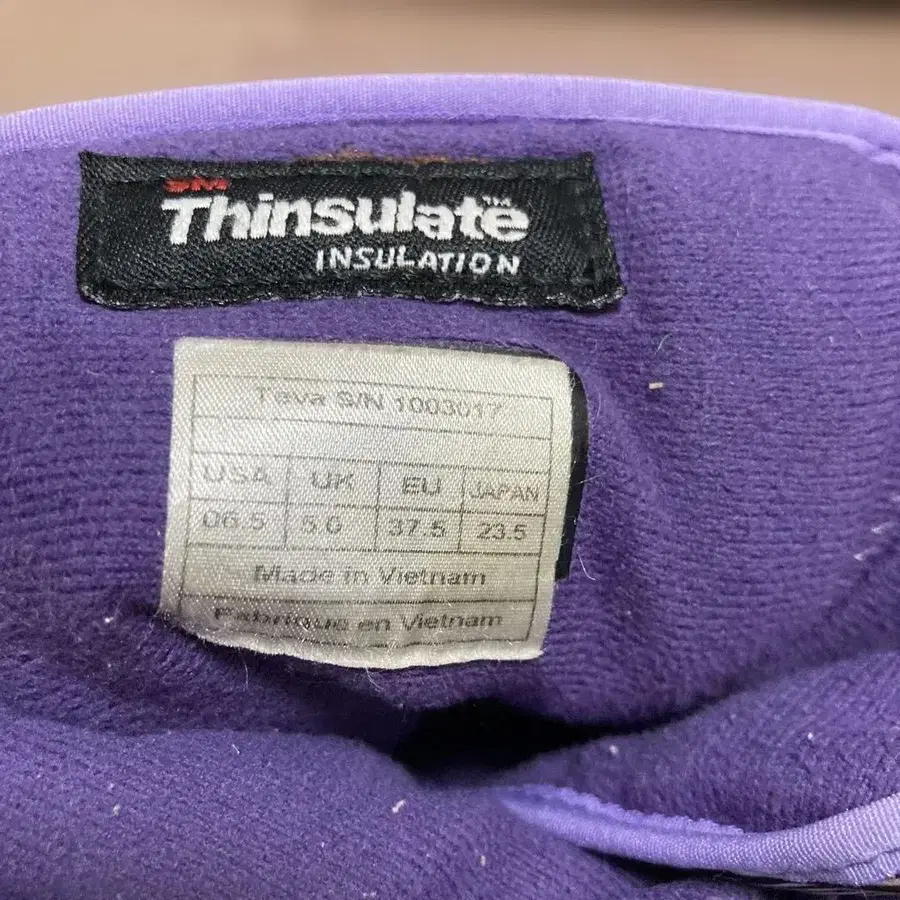 3M
Thinsulate™
INSULATION
Teva S/N 1003017
USA UK EU JAPAN
06.5 5.0 37.5 23.5
Made in Vietnam
Fabrique en Vietnam